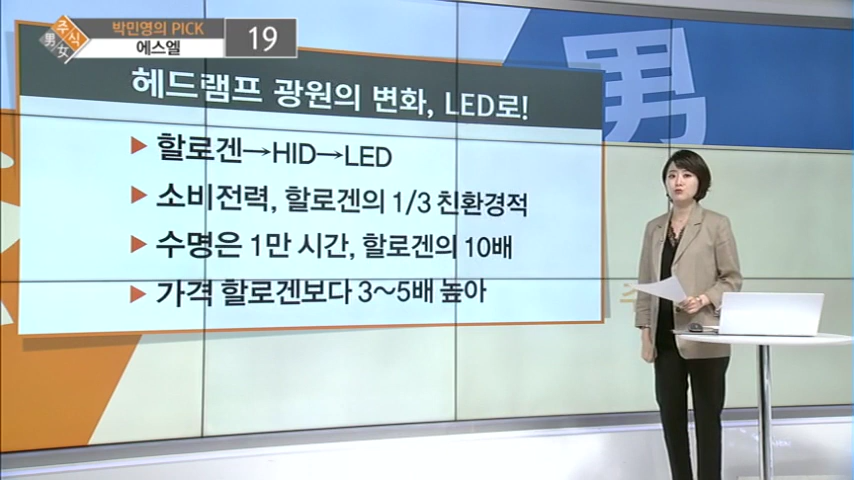 주식
男女
박민영의 PICK
에스엘
19
헤드램프 광원의 변화, LED로!
▶ 할로겐→HID→LED
▶ 소비전력, 할로겐의 1/3 친환경적
▶ 수명은 1만 시간, 할로겐의 10배
▶ 가격 할로겐보다 3~5배 높아
男